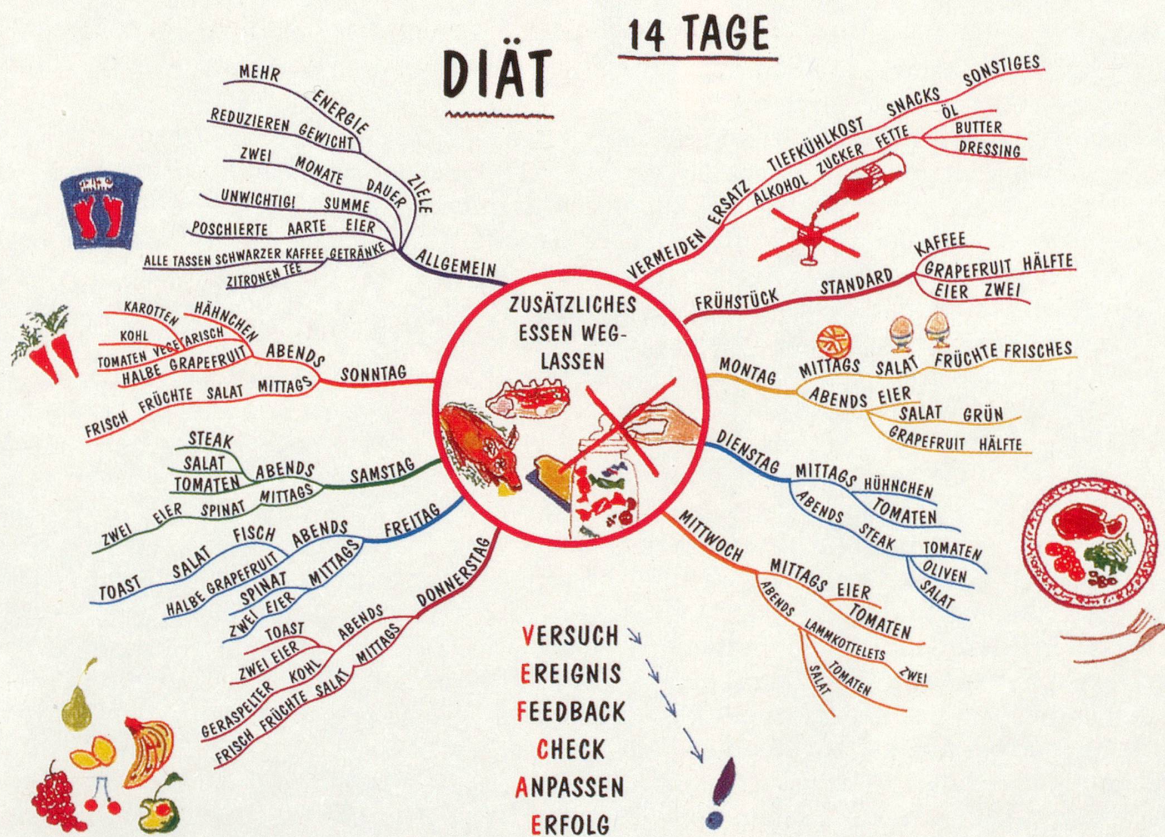 DIÄT
14 TAGE
ZUSÄTZLICHES
ESSEN WEG-
LASSEN
VERMEIDEN
ERSATZ TIEFKÜHLKOST SNACKS SONSTIGES
ALKOHOL ZUCKER FETTE
ÖL
BUTTER
DRESSING
FRÜHSTÜCK STANDARD
KAFFEE
GRAPEFRUIT HÄLFTE
EIER ZWEI
MONTAG
MITTAGS SALAT FRÜCHTE FRISCHES
ABENDS EIER
SALAT GRÜN
GRAPEFRUIT HÄLFTE
DIENSTAG
MITTAGS HÜHNCHEN
TOMATEN
ABENDS STEAK
TOMATEN
OLIVEN
SALAT
MITTWOCH
MITTAGS EIER
TOMATEN
ABENDS LAMMKOTTELETS ZWEI
TOMATEN
SALAT
DONNERSTAG
ABENDS
TOAST
ZWEI EIER
GERASPELTER KOHL
FRISCH FRÜCHTE SALAT MITTAGS
FREITAG
ABENDS
TOAST SALAT FISCH
HALBE GRAPEFRUIT
MITTAGS
SPINAT
ZWEI EIER
SAMSTAG
ABENDS
STEAK
SALAT
TOMATEN
ZWEI EIER SPINAT MITTAGS
SONNTAG
ABENDS
HÄHNCHEN
KAROTTEN
KOHL
TOMATEN VEGETARISCH
HALBE GRAPEFRUIT
FRISCH FRÜCHTE SALAT MITTAGS
ALLGEMEIN
ZIELE
MEHR ENERGIE
REDUZIEREN GEWICHT
ZWEI MONATE DAUER
UNWICHTIG! SUMME
POSCHIERTE AARTE EIER
ALLE TASSEN SCHWARZER KAFFEE GETRÄNKE
ZITRONEN TEE
VERSUCH
EREIGNIS
FEEDBACK
CHECK
ANPASSEN
ERFOLG